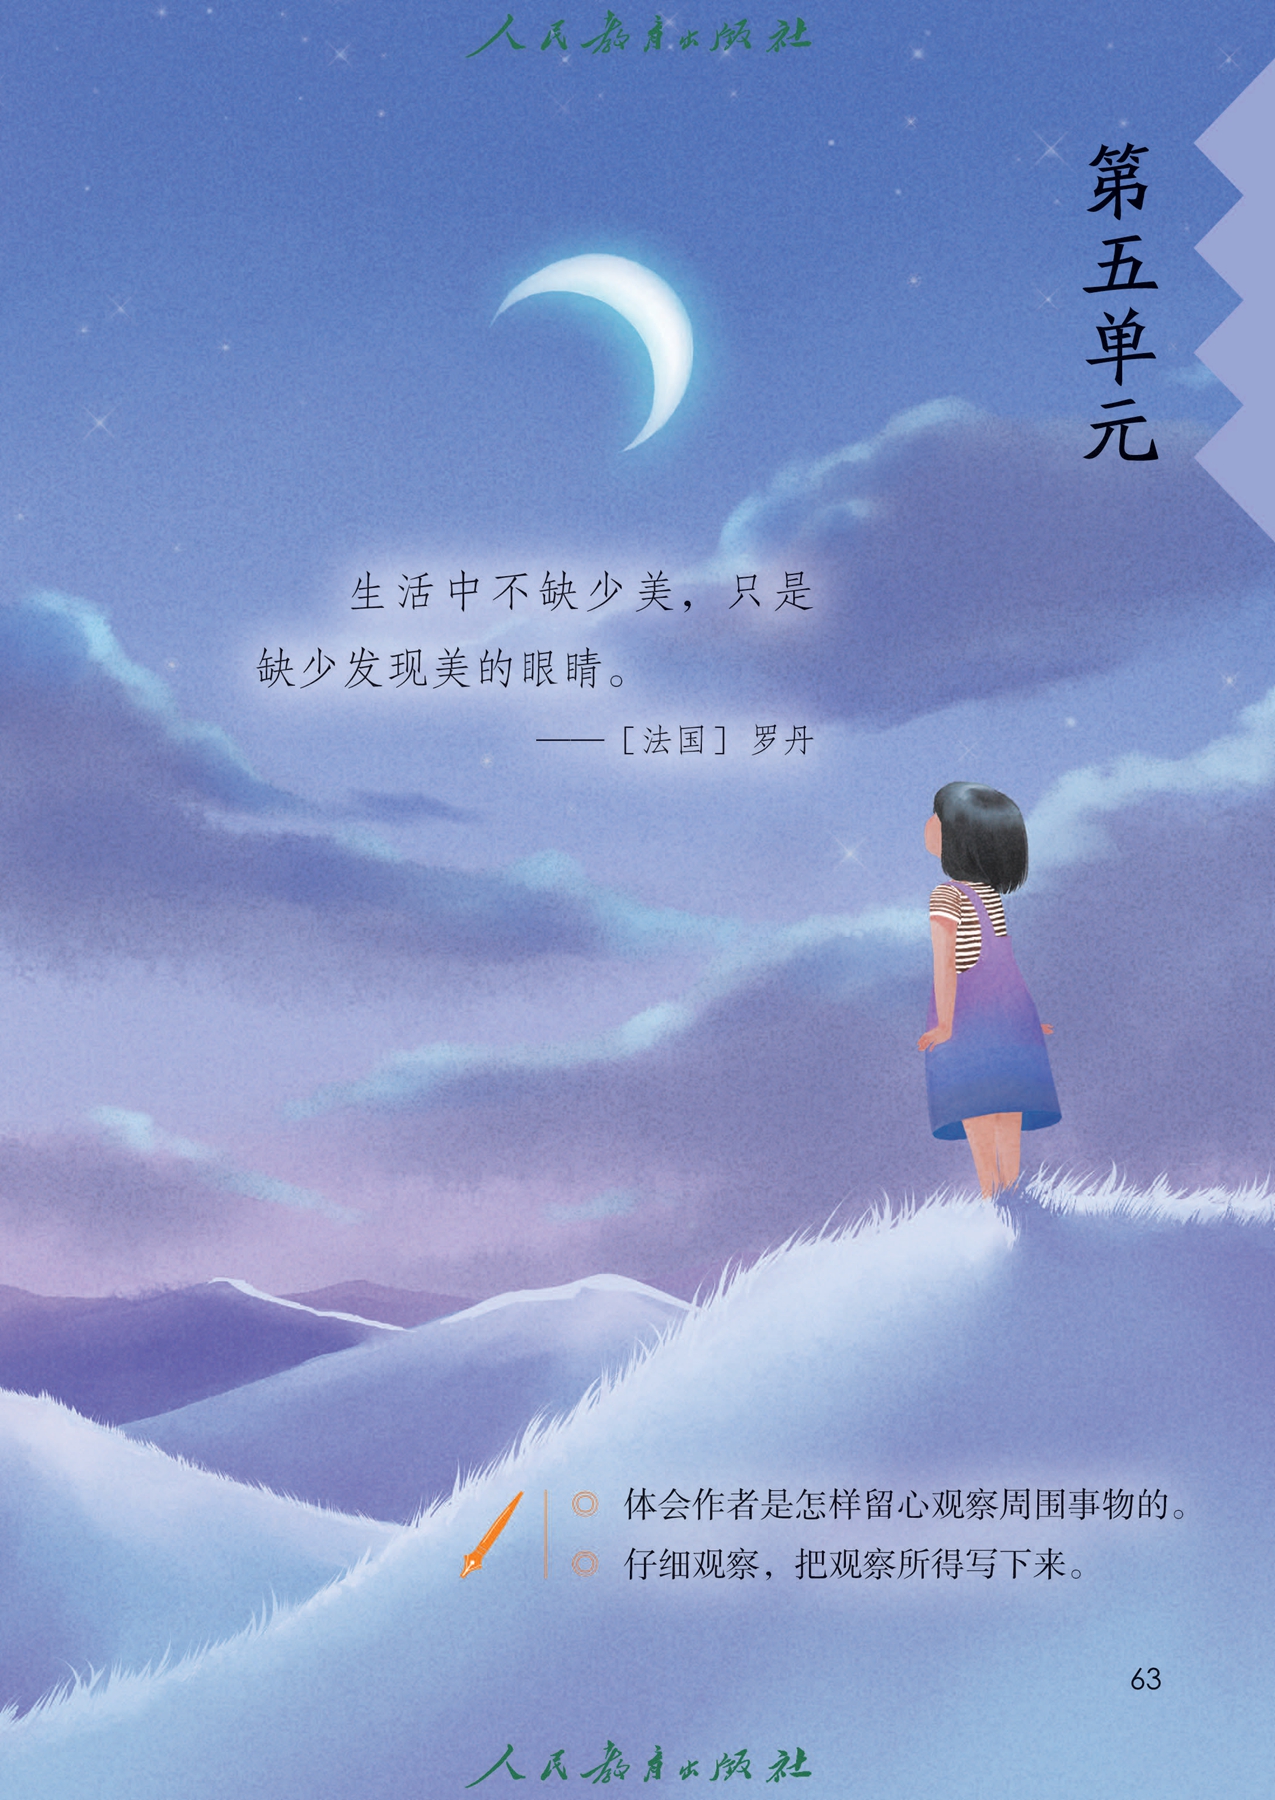 人民教育出版社
第五单元
生活中不缺少美，只是
缺少发现美的眼睛。
——［法国］罗丹
◎ 体会作者是怎样留心观察周围事物的。
◎ 仔细观察，把观察所得写下来。
63
人民教育出版社